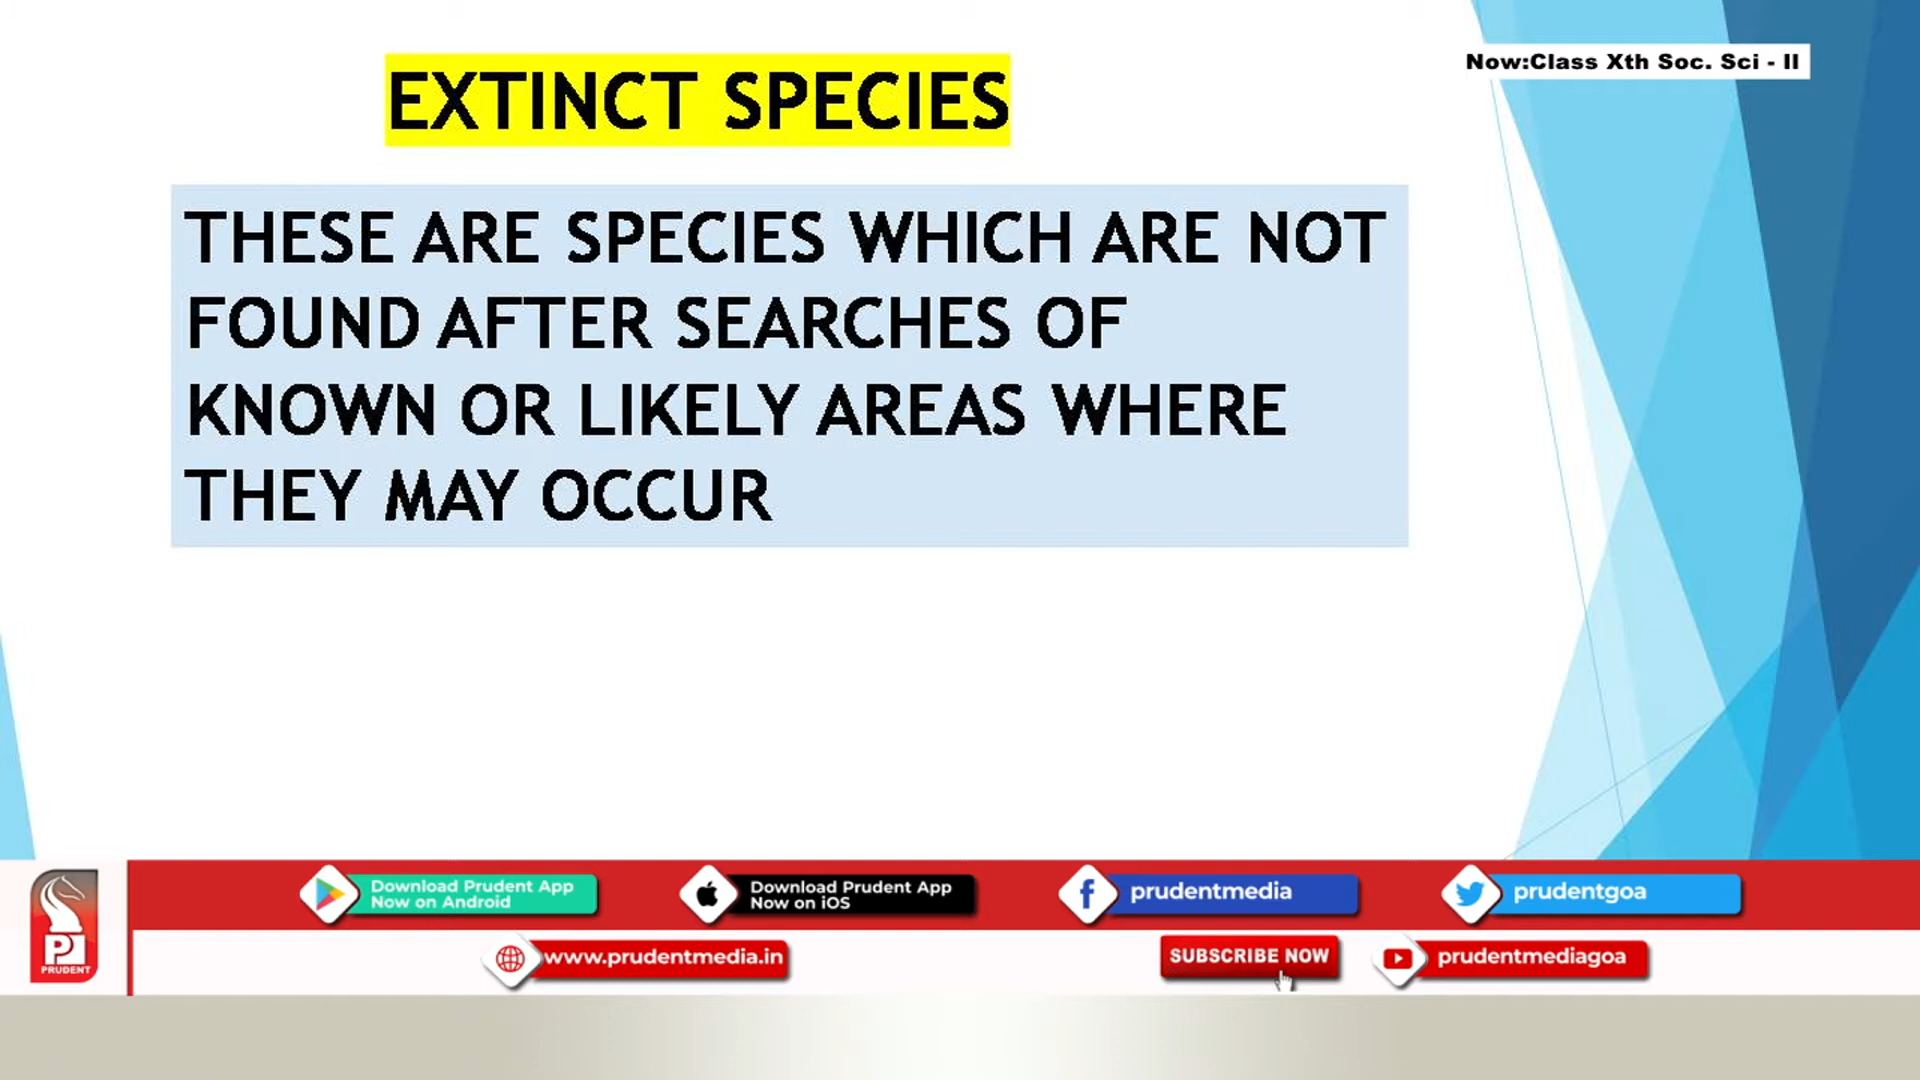 Now:Class Xth Soc. Sci - II
EXTINCT SPECIES
THESE ARE SPECIES WHICH ARE NOT
FOUND AFTER SEARCHES OF
KNOWN OR LIKELY AREAS WHERE
THEY MAY OCCUR
Download Prudent App
Now on Android
Download Prudent App
Now on iOS
prudentmedia
prudentgoa
PRUDENT
www.prudentmedia.in
SUBSCRIBE NOW
prudentmediagoa